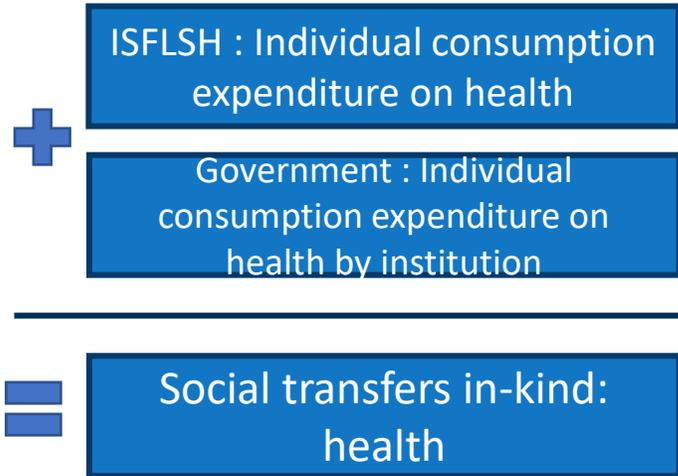 ISFLSH : Individual consumption
expenditure on health
Government : Individual
consumption expenditure on
health by institution
Social transfers in-kind:
health